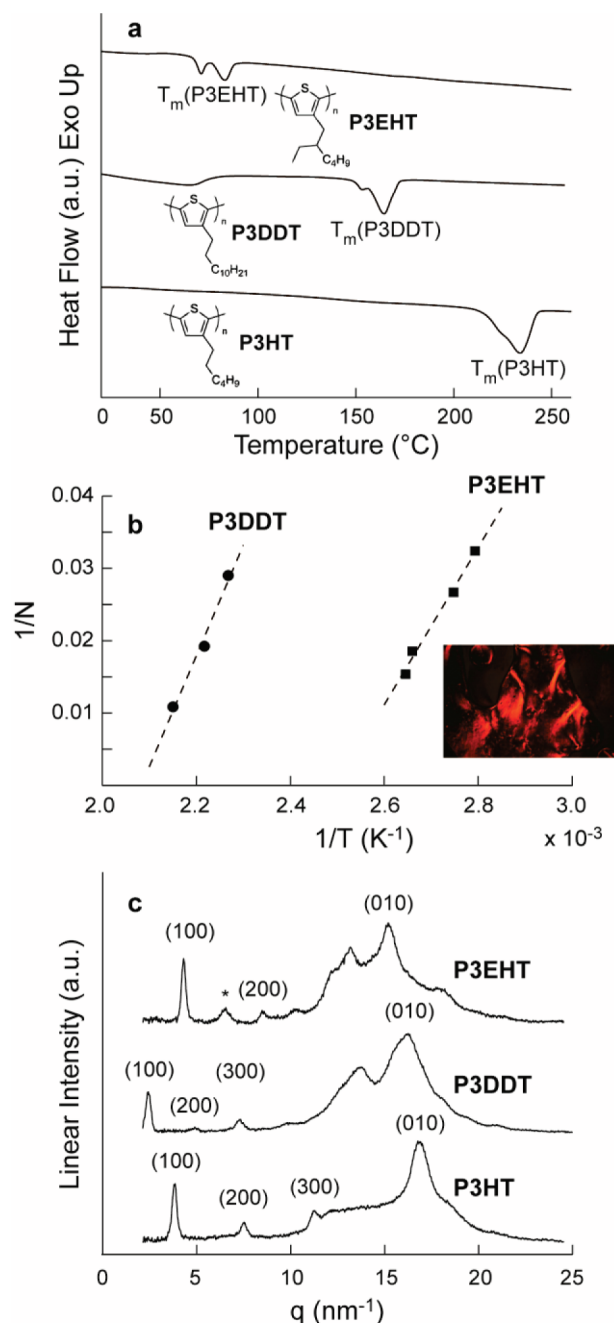 a
Heat Flow (a.u.) Exo Up
T_m(P3EHT)
S
n
P3EHT
C₄H₉
S
n
P3DDT
C₁₀H₂₁
T_m(P3DDT)
S
n
P3HT
C₄H₉
T_m(P3HT)
0 50 100 150 200 250
Temperature (°C)
b
0.04
0.03
0.02
0.01
1/N
P3DDT
P3EHT
2.0 2.2 2.4 2.6 2.8 3.0
1/T (K⁻¹)
x 10⁻³
c
Linear Intensity (a.u.)
(100)
*
(200)
(010)
P3EHT
(100)
(200)
(300)
(010)
P3DDT
(100)
(200)
(300)
(010)
P3HT
0 5 10 15 20 25
q (nm⁻¹)